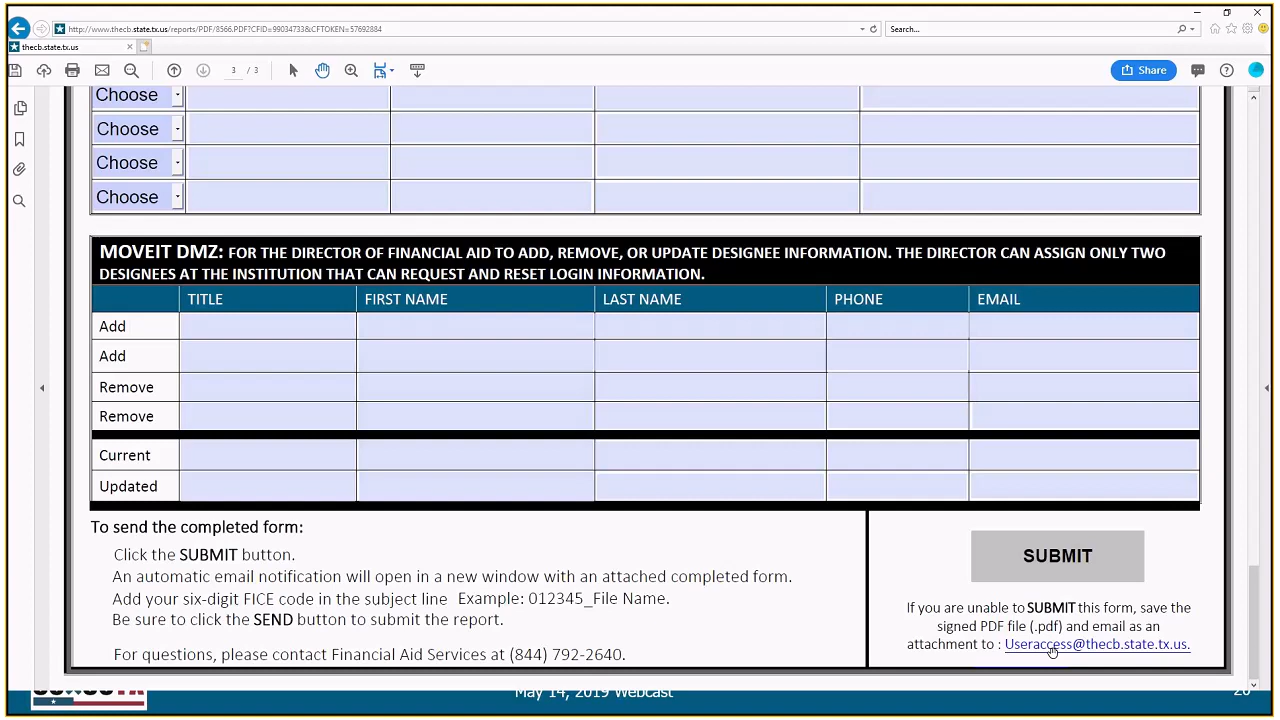 http://www.thecb.state.tx.us/reports/PDF/8566.PDF?CFID=99034733&CFTOKEN=57692884
Search...
thecb.state.tx.us
3 / 3
Share
Choose
Choose
Choose
Choose
MOVEIT DMZ: FOR THE DIRECTOR OF FINANCIAL AID TO ADD, REMOVE, OR UPDATE DESIGNEE INFORMATION. THE DIRECTOR CAN ASSIGN ONLY TWO
DESIGNEES AT THE INSTITUTION THAT CAN REQUEST AND RESET LOGIN INFORMATION.
TITLE FIRST NAME LAST NAME PHONE EMAIL
Add
Add
Remove
Remove
Current
Updated
To send the completed form:
Click the SUBMIT button.
An automatic email notification will open in a new window with an attached completed form.
Add your six-digit FICE code in the subject line Example: 012345_File Name.
Be sure to click the SEND button to submit the report.
For questions, please contact Financial Aid Services at (844) 792-2640.
SUBMIT
If you are unable to SUBMIT this form, save the
signed PDF file (.pdf) and email as an
attachment to : Useraccess@thecb.state.tx.us.
May 14, 2019 Webcast